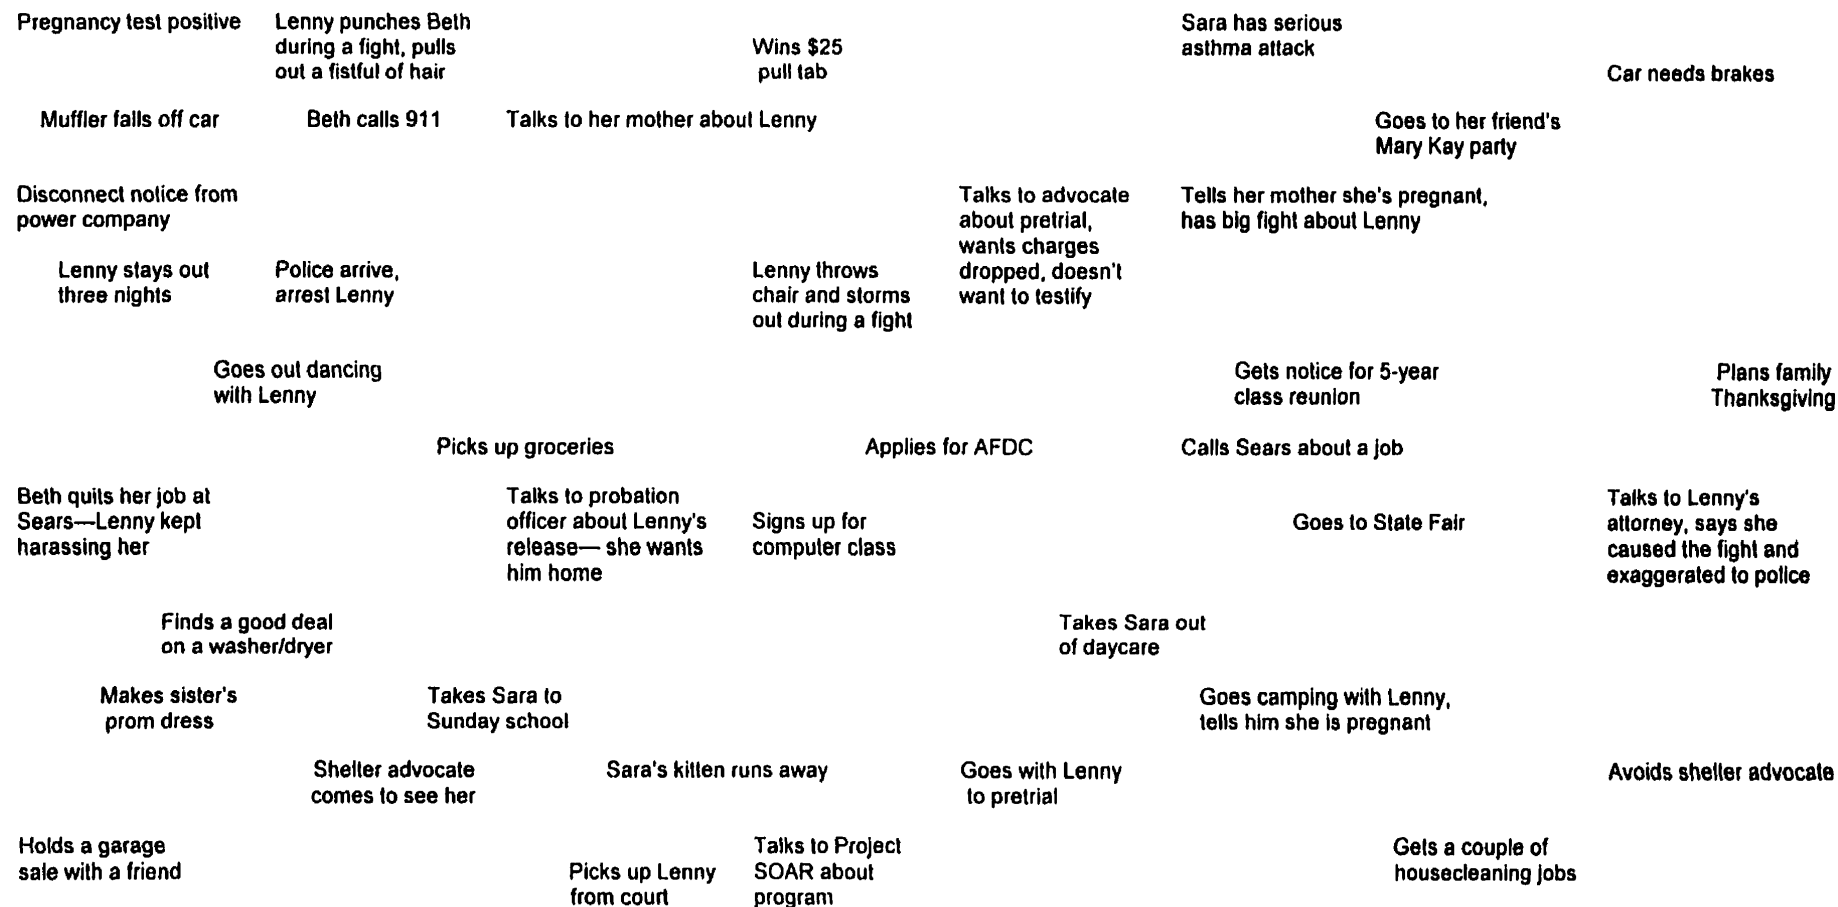 Pregnancy test positive
Lenny punches Beth
during a fight, pulls
out a fistful of hair
Wins $25
pull tab
Sara has serious
asthma attack
Car needs brakes
Muffler falls off car
Beth calls 911
Talks to her mother about Lenny
Goes to her friend's
Mary Kay party
Disconnect notice from
power company
Talks to advocate
about pretrial,
wants charges
dropped, doesn't
want to testify
Tells her mother she's pregnant,
has big fight about Lenny
Lenny stays out
three nights
Police arrive,
arrest Lenny
Lenny throws
chair and storms
out during a fight
Goes out dancing
with Lenny
Gets notice for 5-year
class reunion
Plans family
Thanksgiving
Picks up groceries
Applies for AFDC
Calls Sears about a job
Beth quits her job at
Sears—Lenny kept
harassing her
Talks to probation
officer about Lenny's
release— she wants
him home
Signs up for
computer class
Goes to State Fair
Talks to Lenny's
attorney, says she
caused the fight and
exaggerated to police
Finds a good deal
on a washer/dryer
Takes Sara out
of daycare
Makes sister's
prom dress
Takes Sara to
Sunday school
Goes camping with Lenny,
tells him she is pregnant
Shelter advocate
comes to see her
Sara's kitten runs away
Goes with Lenny
to pretrial
Avoids shelter advocate
Holds a garage
sale with a friend
Picks up Lenny
from court
Talks to Project
SOAR about
program
Gets a couple of
housecleaning jobs